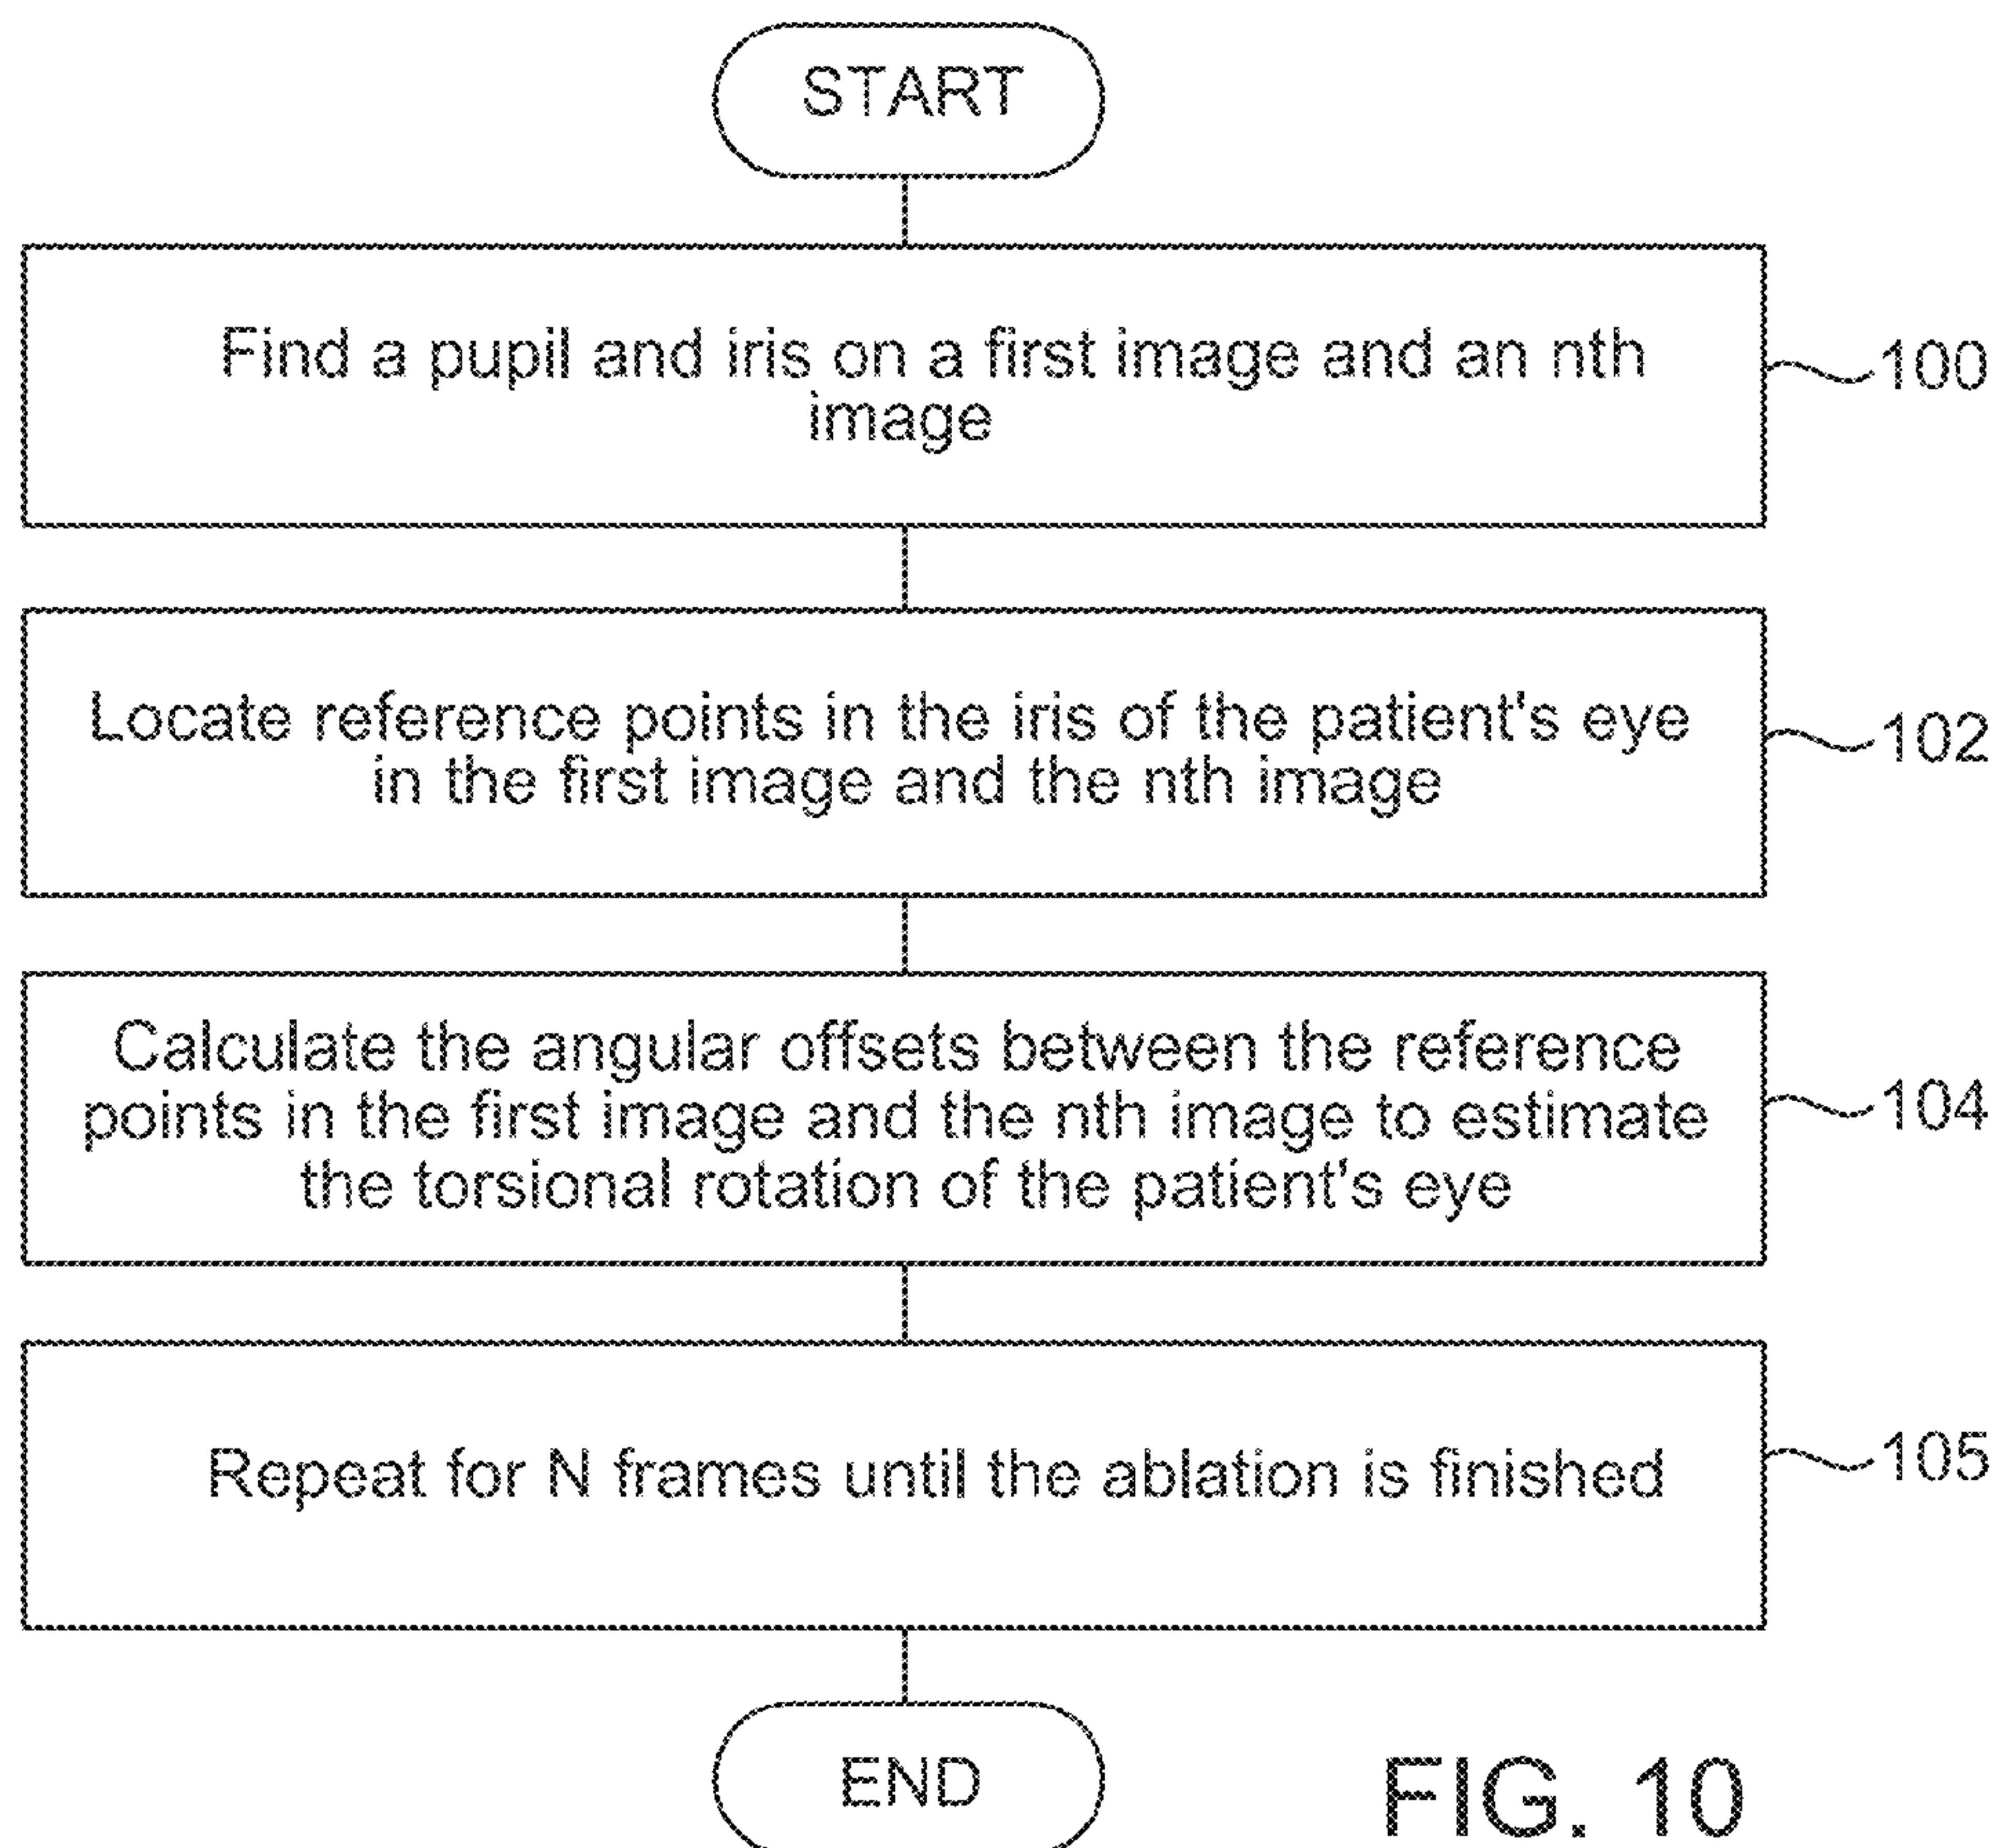 START
Find a pupil and iris on a first image and an nth
image
100
Locate reference points in the iris of the patient's eye
in the first image and the nth image
102
Calculate the angular offsets between the reference
points in the first image and the nth image to estimate
the torsional rotation of the patient's eye
104
Repeat for N frames until the ablation is finished
105
END
FIG. 10